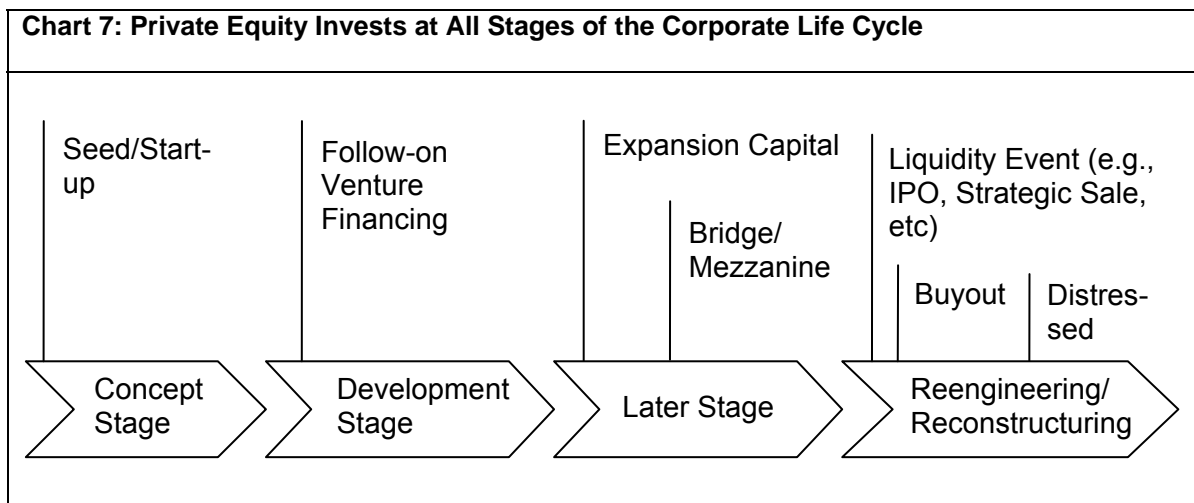 Chart 7: Private Equity Invests at All Stages of the Corporate Life Cycle
Seed/Start-
up
Follow-on
Venture
Financing
Expansion Capital
Bridge/
Mezzanine
Liquidity Event (e.g.,
IPO, Strategic Sale,
etc)
Buyout
Distres-
sed
Concept
Stage
Development
Stage
Later Stage
Reengineering/
Reconstructuring